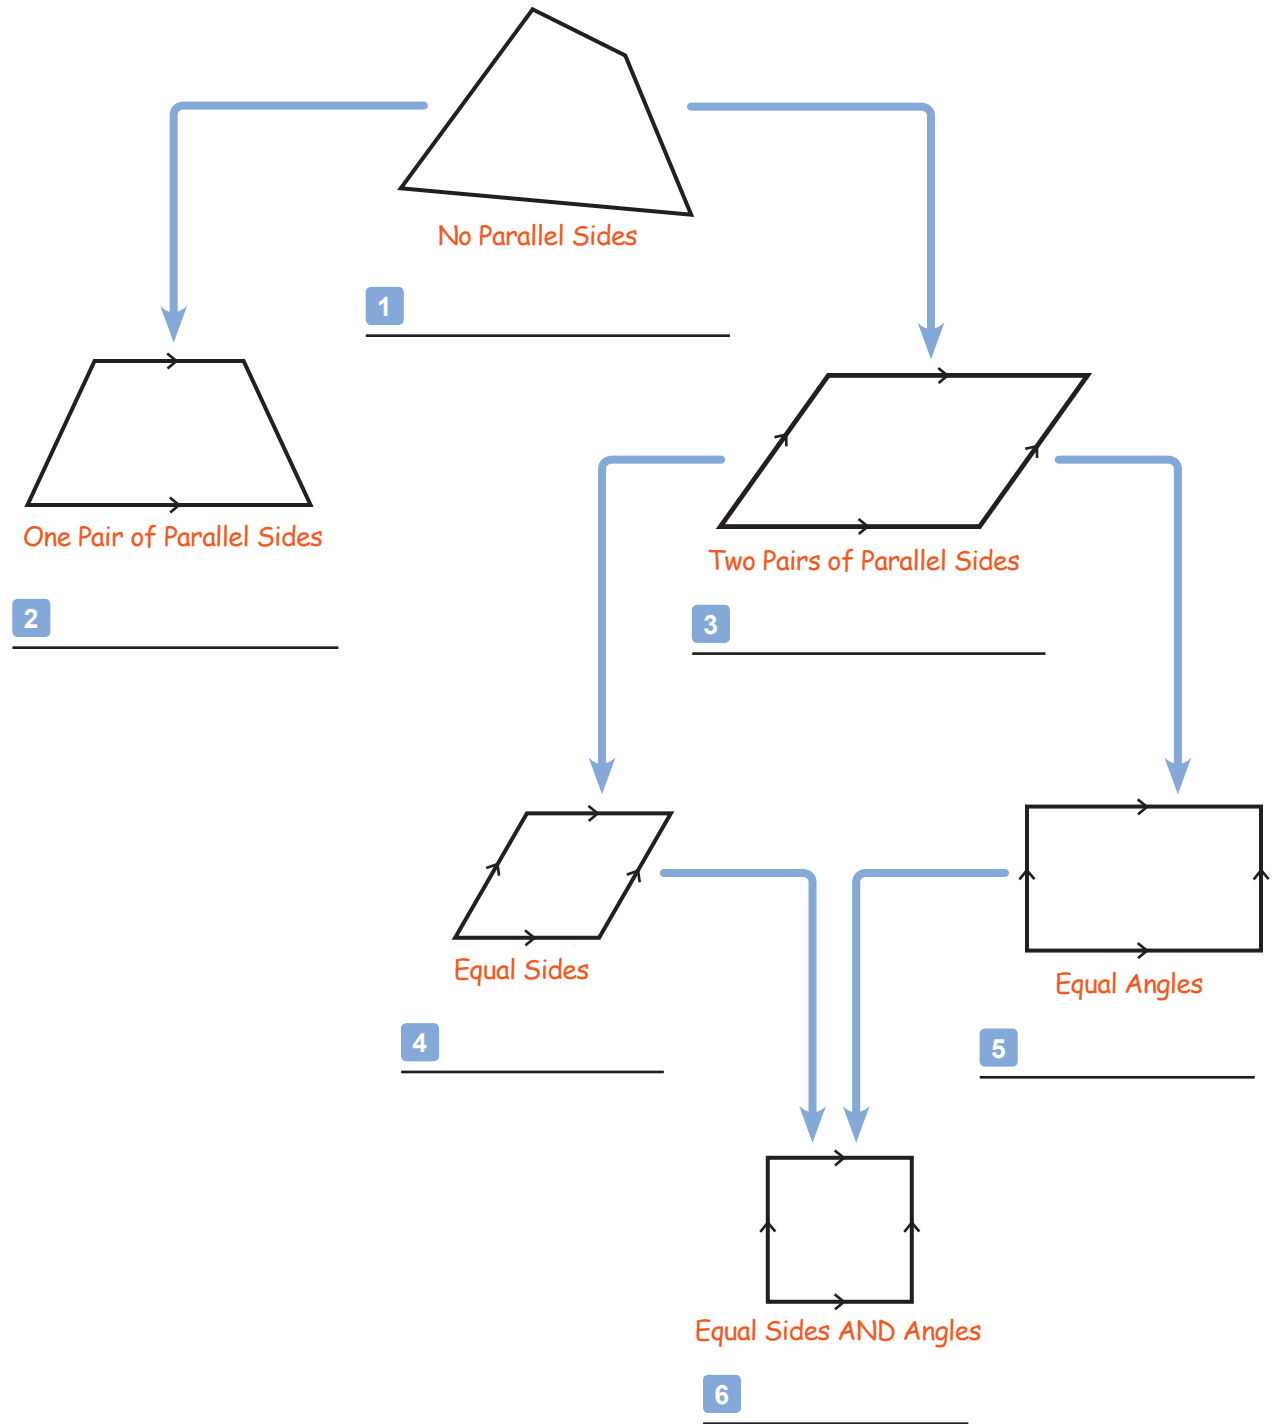 No Parallel Sides
1
One Pair of Parallel Sides
Two Pairs of Parallel Sides
2
3
Equal Sides
Equal Angles
4
5
Equal Sides AND Angles
6